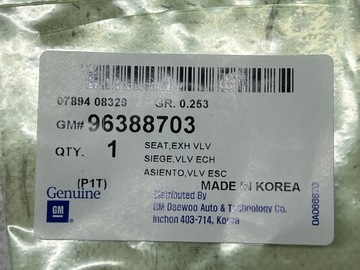 07894 08329 GR. 0.253
GM# 96388703
QTY. 1 SEAT,EXH VLV
SIEGE,VLV ECH
ASIENTO,VLV ESC
(P1T) MADE IN KOREA
Genuine Distributed By
GM GM Daewoo Auto & Technology Co.
Inchon 403-714, Korea